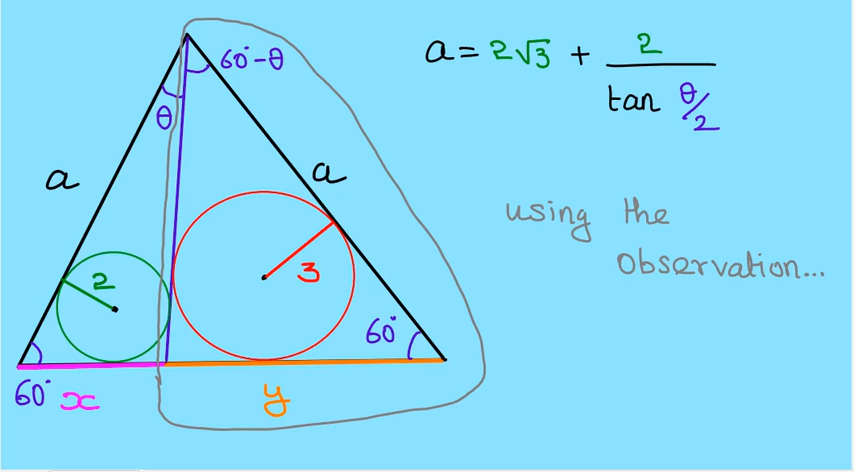 60°-θ
θ
a
a
2
3
60°
60°
x
y
a = 2√3 + 2/tan θ/2
using the
observation...